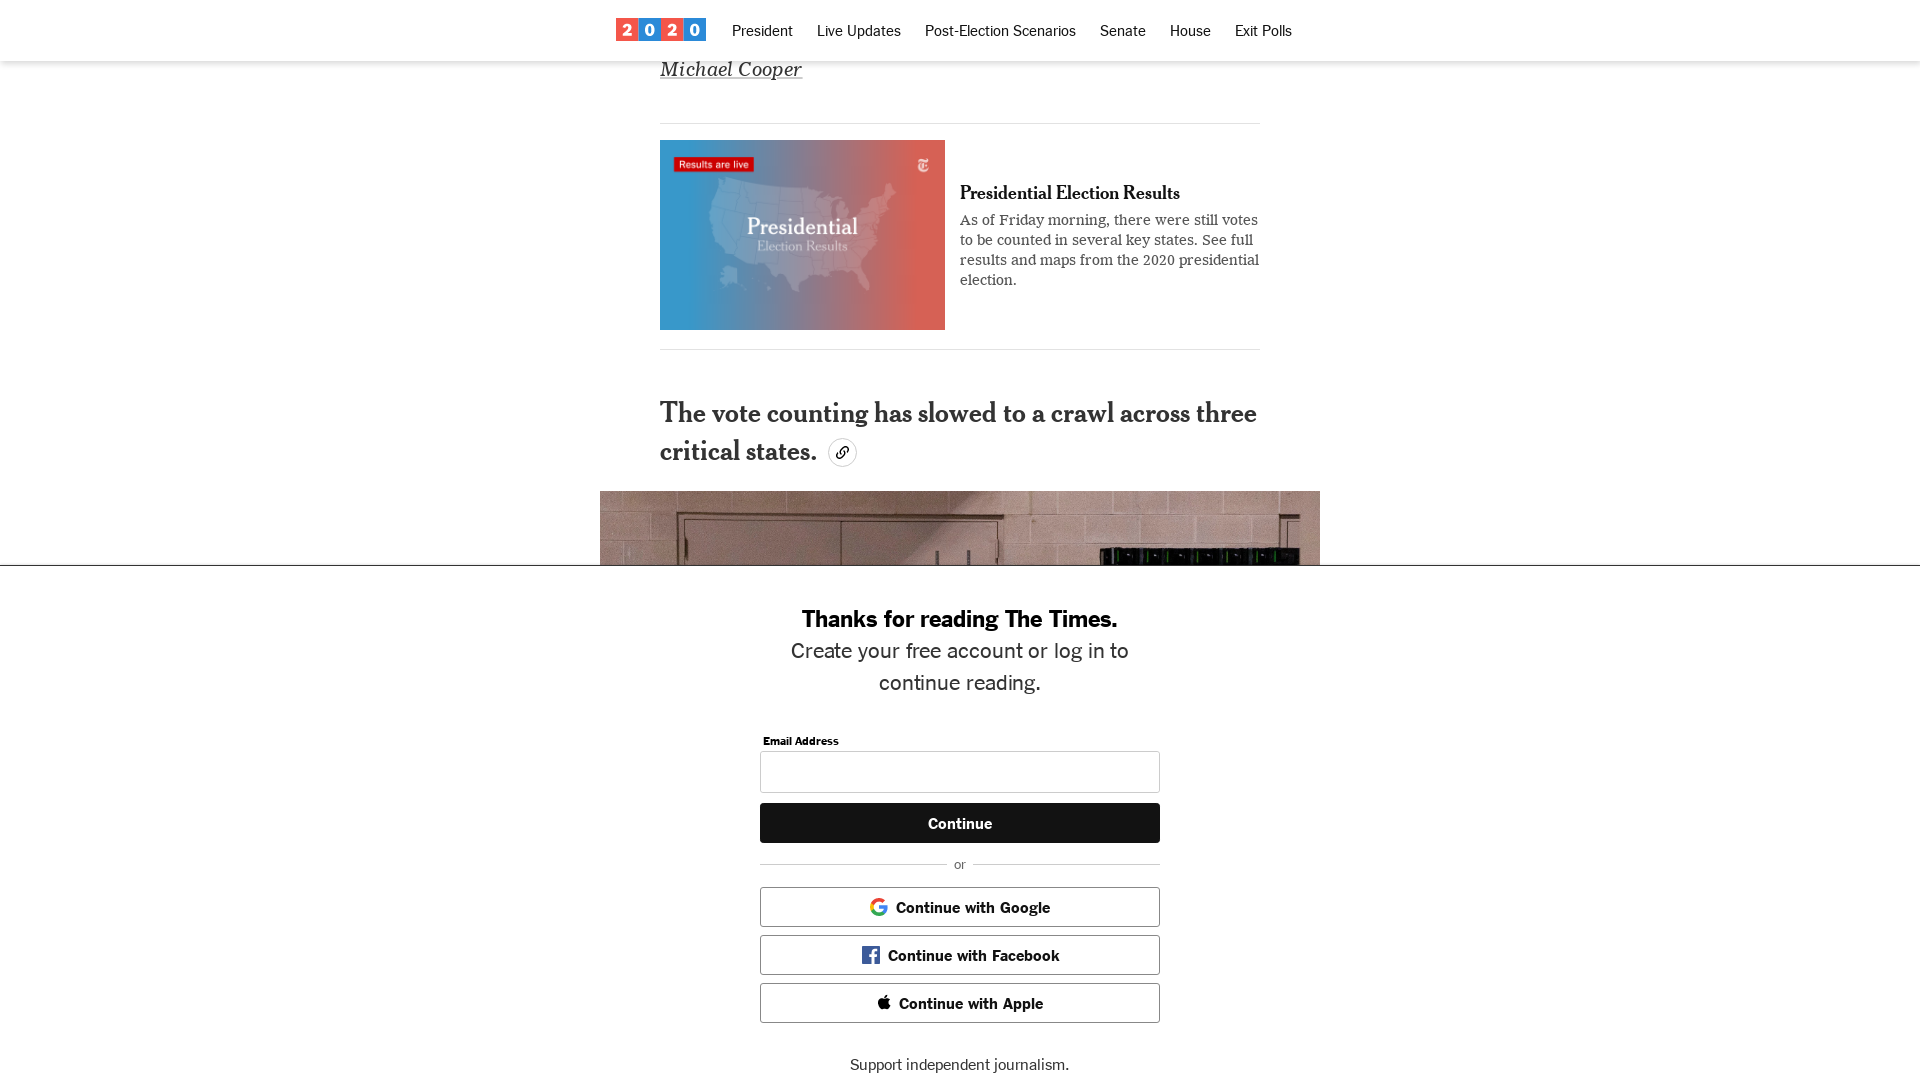 2020 President Live Updates Post-Election Scenarios Senate House Exit Polls
Michael Cooper
Results are live
Presidential
Election Results
Presidential Election Results
As of Friday morning, there were still votes
to be counted in several key states. See full
results and maps from the 2020 presidential
election.
The vote counting has slowed to a crawl across three
critical states.
Thanks for reading The Times.
Create your free account or log in to
continue reading.
Email Address
Continue
or
Continue with Google
Continue with Facebook
Continue with Apple
Support independent journalism.